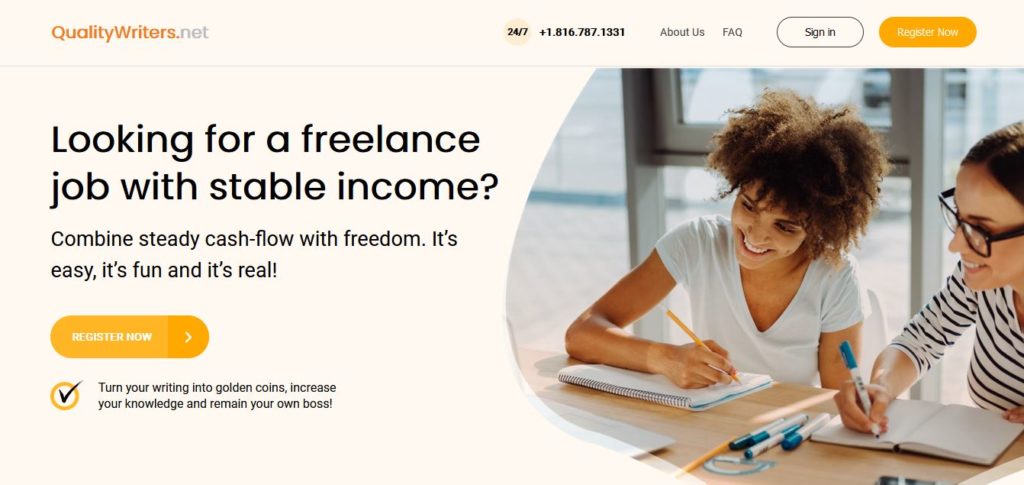 QualityWriters.net
24/7 +1.816.787.1331
About Us
FAQ
Sign in
Register Now
Looking for a freelance
job with stable income?
Combine steady cash-flow with freedom. It’s
easy, it’s fun and it’s real!
REGISTER NOW
Turn your writing into golden coins, increase
your knowledge and remain your own boss!